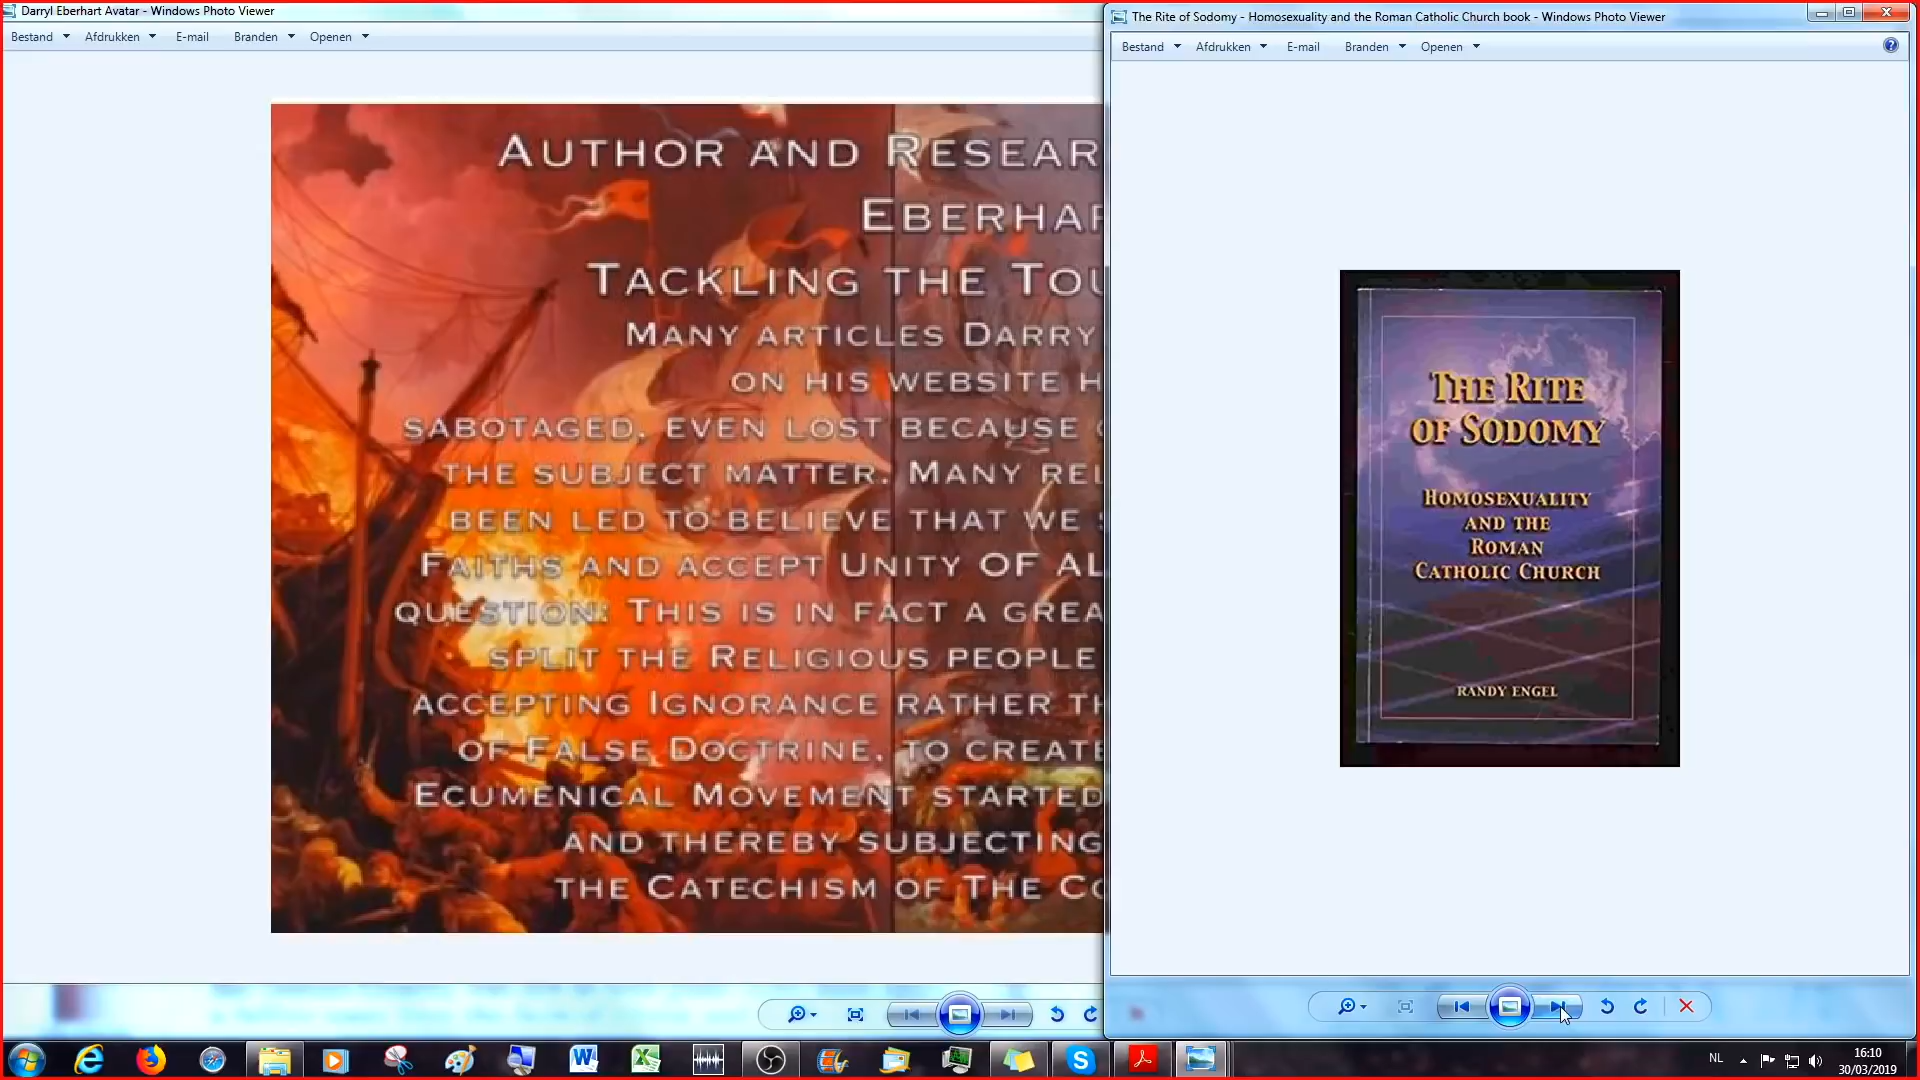 Darryl Eberhart Avatar - Windows Photo Viewer
Bestand Afdrukken E-mail Branden Openen
AUTHOR AND RESEAR
EBERHAR
TACKLING THE TOU
MANY ARTICLES DARRY
ON HIS WEBSITE H
SABOTAGED, EVEN LOST BECAUSE
THE SUBJECT MATTER. MANY REL
BEEN LED TO BELIEVE THAT WE
FAITHS AND ACCEPT UNITY OF AL
QUESTION: THIS IS IN FACT A GREA
SPLIT THE RELIGIOUS PEOPLE
ACCEPTING IGNORANCE RATHER TH
OF FALSE DOCTRINE, TO CREATE
ECUMENICAL MOVEMENT STARTED
AND THEREBY SUBJECTING
THE CATECHISM OF THE CO
The Rite of Sodomy - Homosexuality and the Roman Catholic Church book - Windows Photo Viewer
Bestand Afdrukken E-mail Branden Openen
THE RITE
OF SODOMY
HOMOSEXUALITY
AND THE
ROMAN
CATHOLIC CHURCH
RANDY ENGEL
NL
16:10
30/03/2019